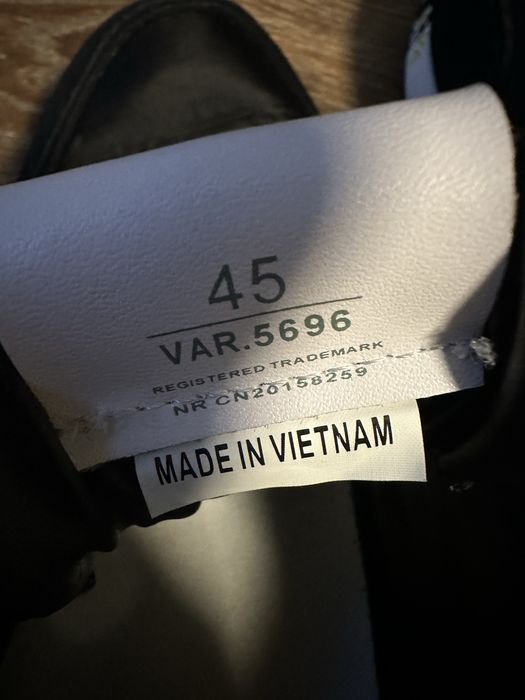 45
VAR.5696
REGISTERED TRADEMARK
NR CN20158259
MADE IN VIETNAM